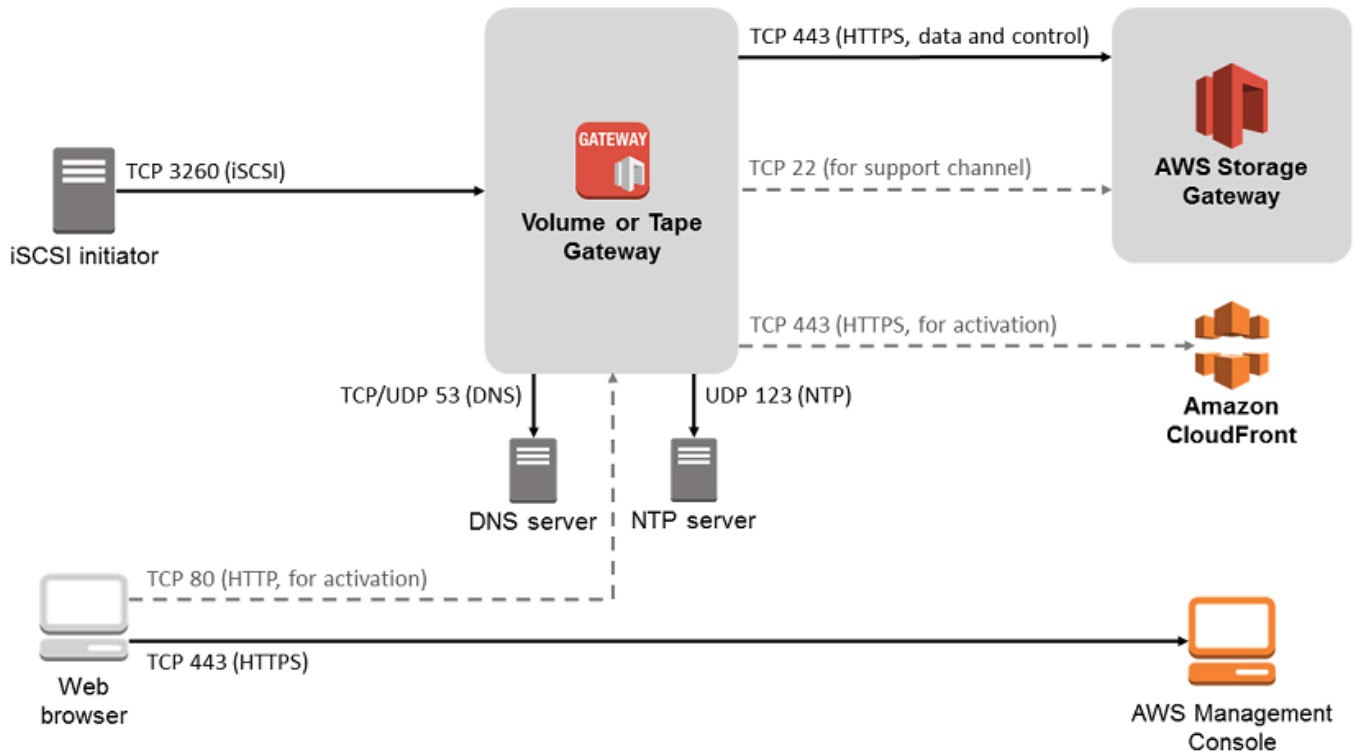 TCP 443 (HTTPS, data and control)
TCP 3260 (iSCSI)
iSCSI initiator
GATEWAY
Volume or Tape
Gateway
TCP 22 (for support channel)
AWS Storage
Gateway
TCP 443 (HTTPS, for activation)
Amazon
CloudFront
TCP/UDP 53 (DNS)
UDP 123 (NTP)
DNS server
NTP server
TCP 80 (HTTP, for activation)
TCP 443 (HTTPS)
Web
browser
AWS Management
Console